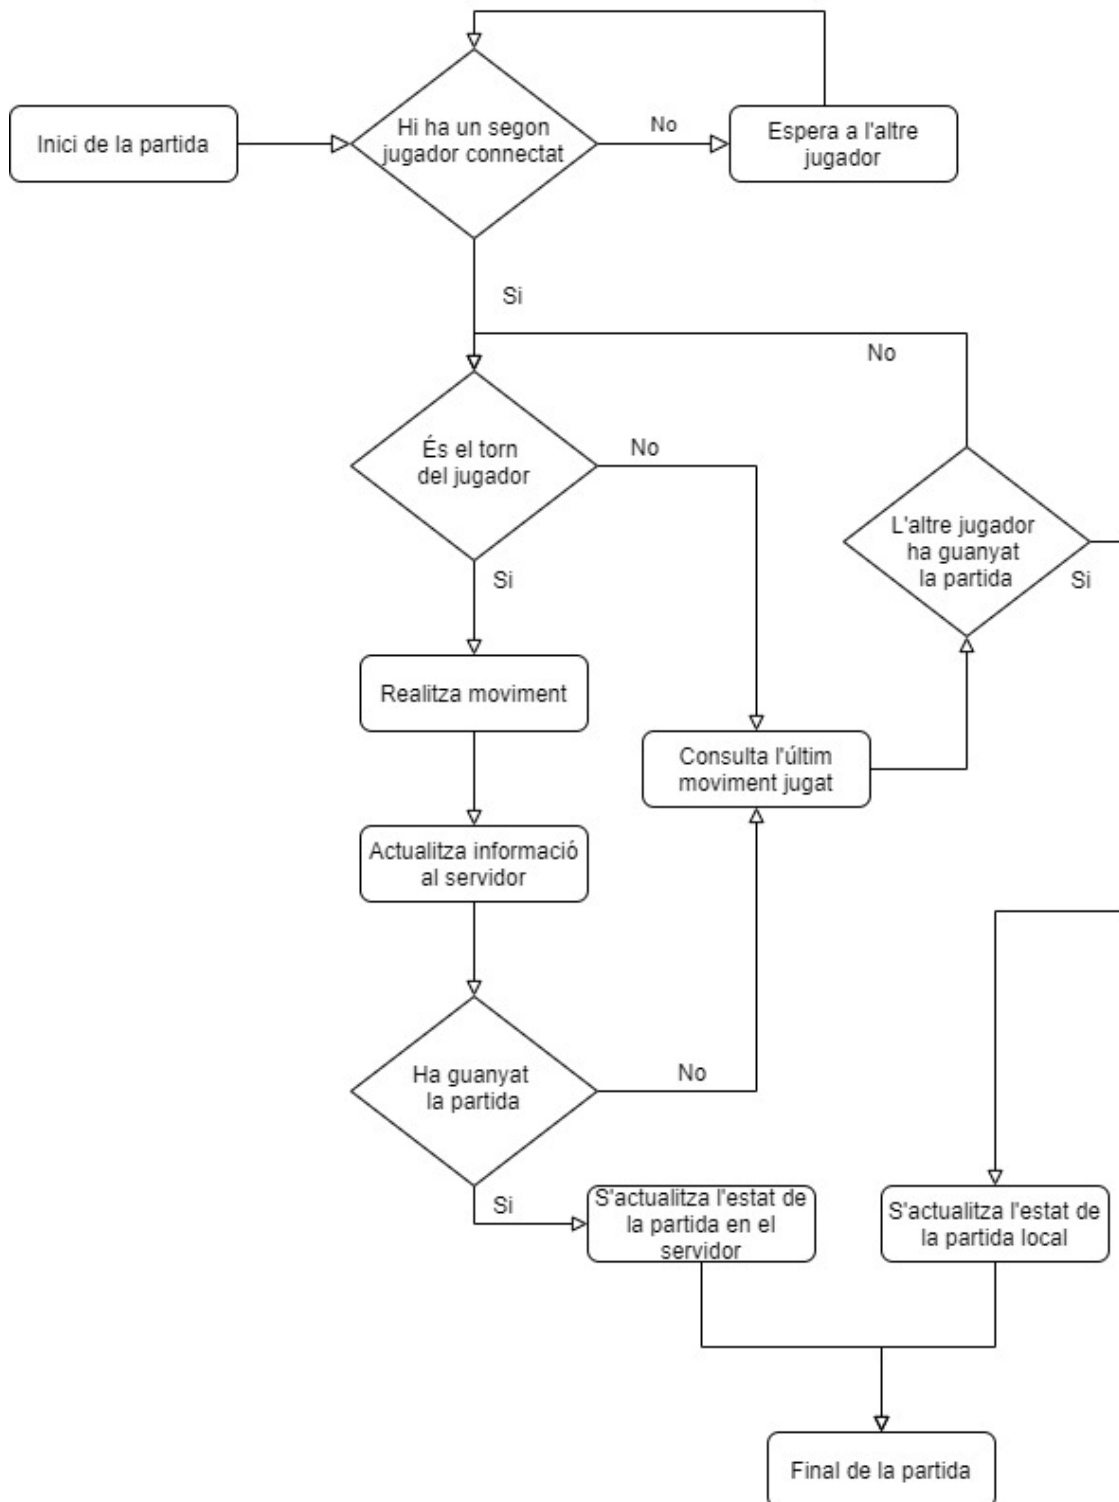 Inici de la partida
Hi ha un segon
jugador connectat
No
Espera a l'altre
jugador
Si
No
És el torn
del jugador
No
L'altre jugador
ha guanyat
la partida
Si
Si
Realitza moviment
Consulta l'últim
moviment jugat
Actualitza informació
al servidor
Ha guanyat
la partida
No
Si
S'actualitza l'estat de
la partida en el
servidor
S'actualitza l'estat de
la partida local
Final de la partida